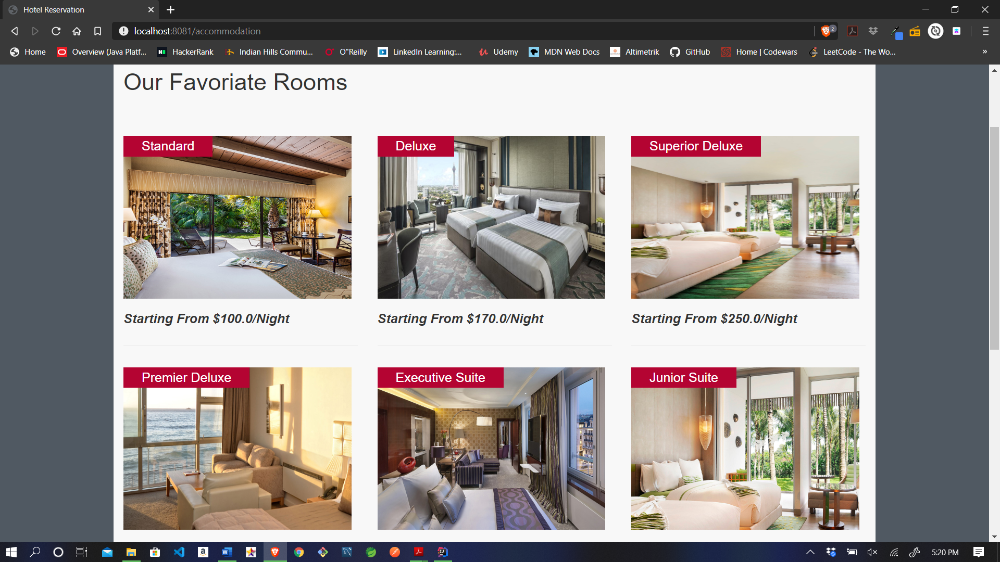 Hotel Reservation
localhost:8081/accommodation
2
Home
Overview (Java Platf...
HackerRank
Indian Hills Commu...
O"Reilly
LinkedIn Learning:...
Udemy
MDN Web Docs
Altimetrik
GitHub
Home | Codewars
LeetCode - The Wo...
»
Our Favoriate Rooms
Standard
Deluxe
Superior Deluxe
Starting From $100.0/Night
Starting From $170.0/Night
Starting From $250.0/Night
Premier Deluxe
Executive Suite
Junior Suite
5:20 PM